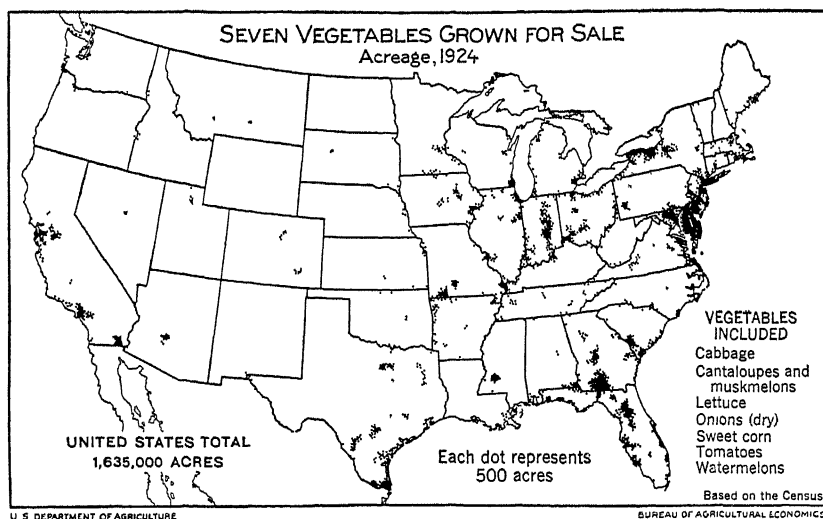 SEVEN VEGETABLES GROWN FOR SALE
Acreage, 1924
VEGETABLES
INCLUDED
Cabbage
Cantaloupes and
muskmelons
Lettuce
Onions (dry)
Sweet corn
Tomatoes
Watermelons
UNITED STATES TOTAL
1,635,000 ACRES
Each dot represents
500 acres
Based on the Census
U S DEPARTMENT OF AGRICULTURE
BUREAU OF AGRICULTURAL ECONOMICS